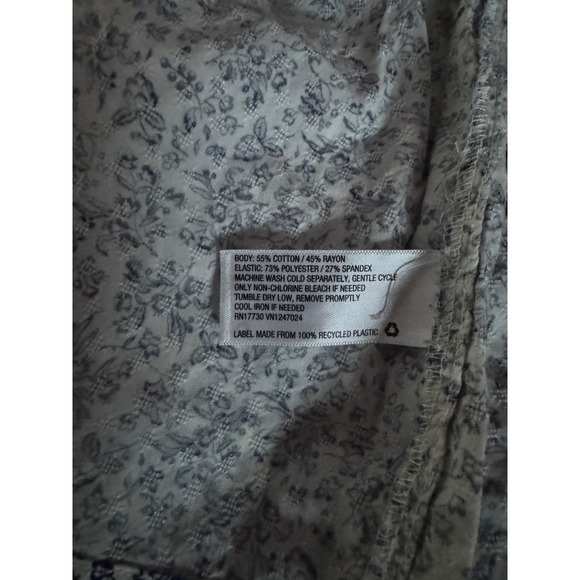 BODY: 55% COTTON / 45% RAYON
ELASTIC: 73% POLYESTER / 27% SPANDEX
MACHINE WASH COLD SEPARATELY, GENTLE CYCLE
ONLY NON-CHLORINE BLEACH IF NEEDED
TUMBLE DRY LOW, REMOVE PROMPTLY
COOL IRON IF NEEDED
RN17730 VN1247024
LABEL MADE FROM 100% RECYCLED PLASTIC